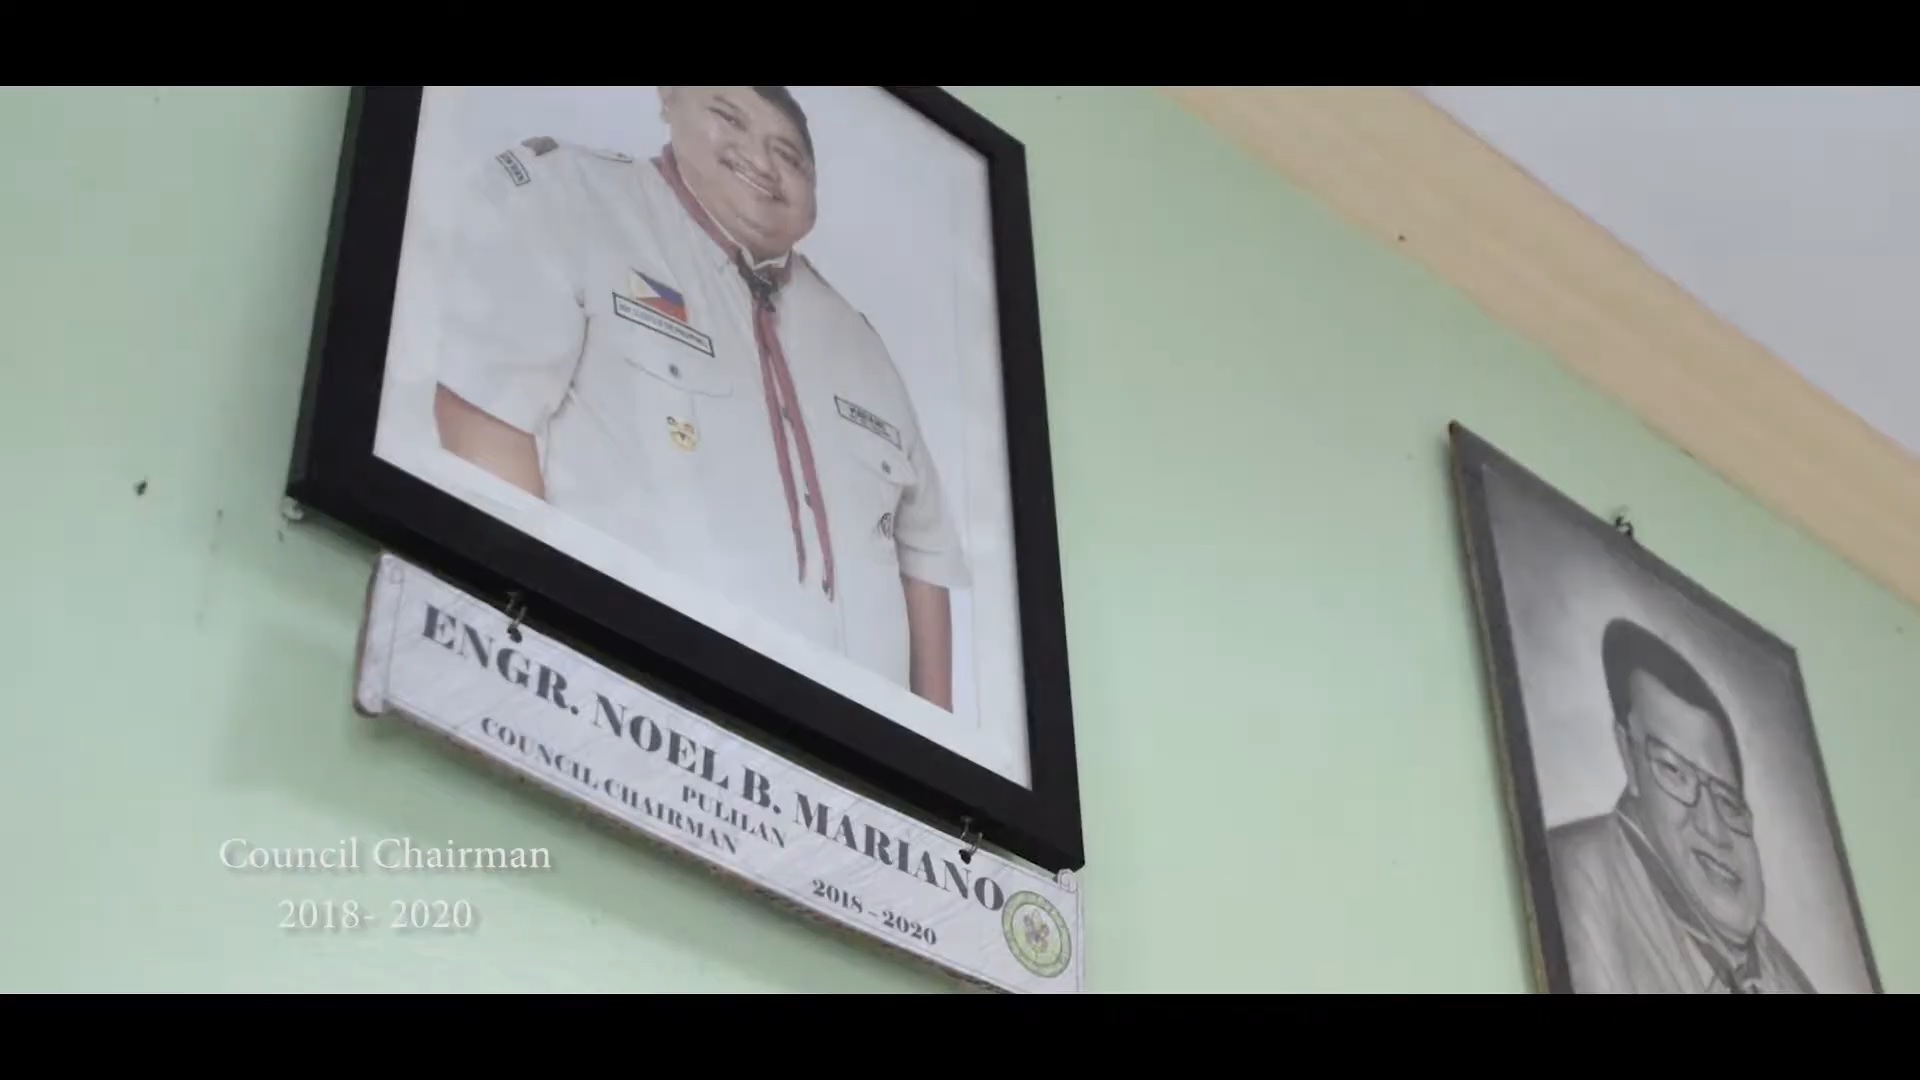 ENGR. NOEL B. MARIANO
PULILAN
COUNCIL CHAIRMAN
2018 - 2020
Council Chairman
2018- 2020